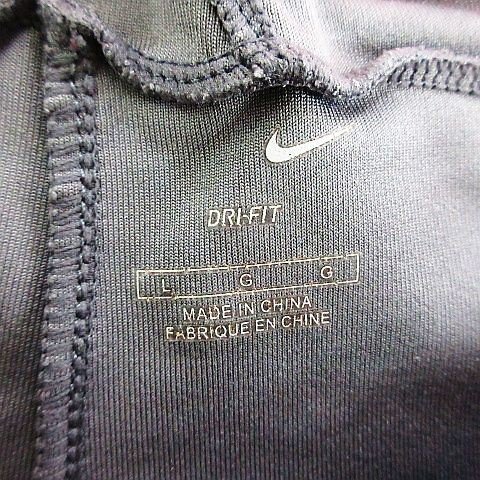 DRI-FIT
L G G
MADE IN CHINA
FABRIQUE EN CHINE